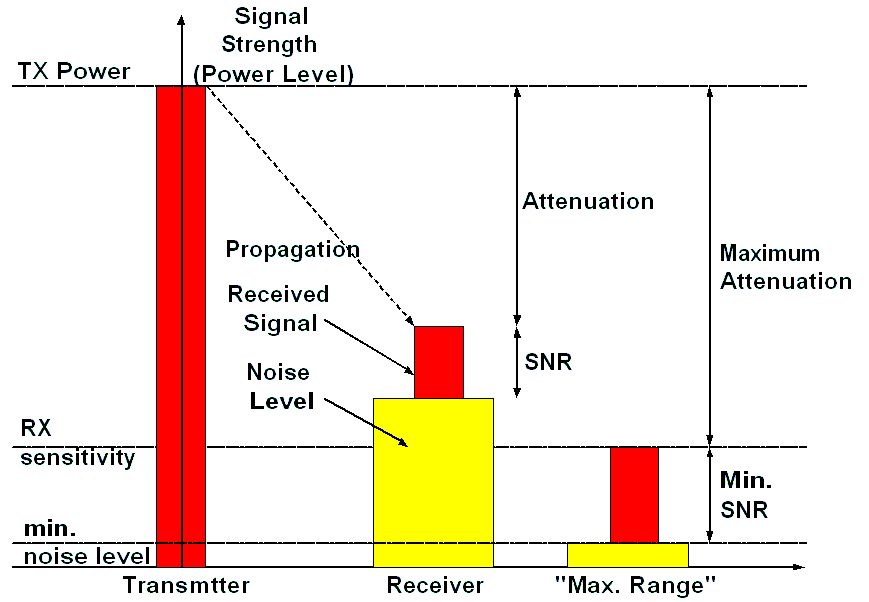 Signal
Strength
(Power Level)
TX Power
Attenuation
Propagation
Maximum
Attenuation
Received
Signal
SNR
Noise
Level
RX
sensitivity
Min.
SNR
min.
noise level
Transmtter
Receiver
"Max. Range"